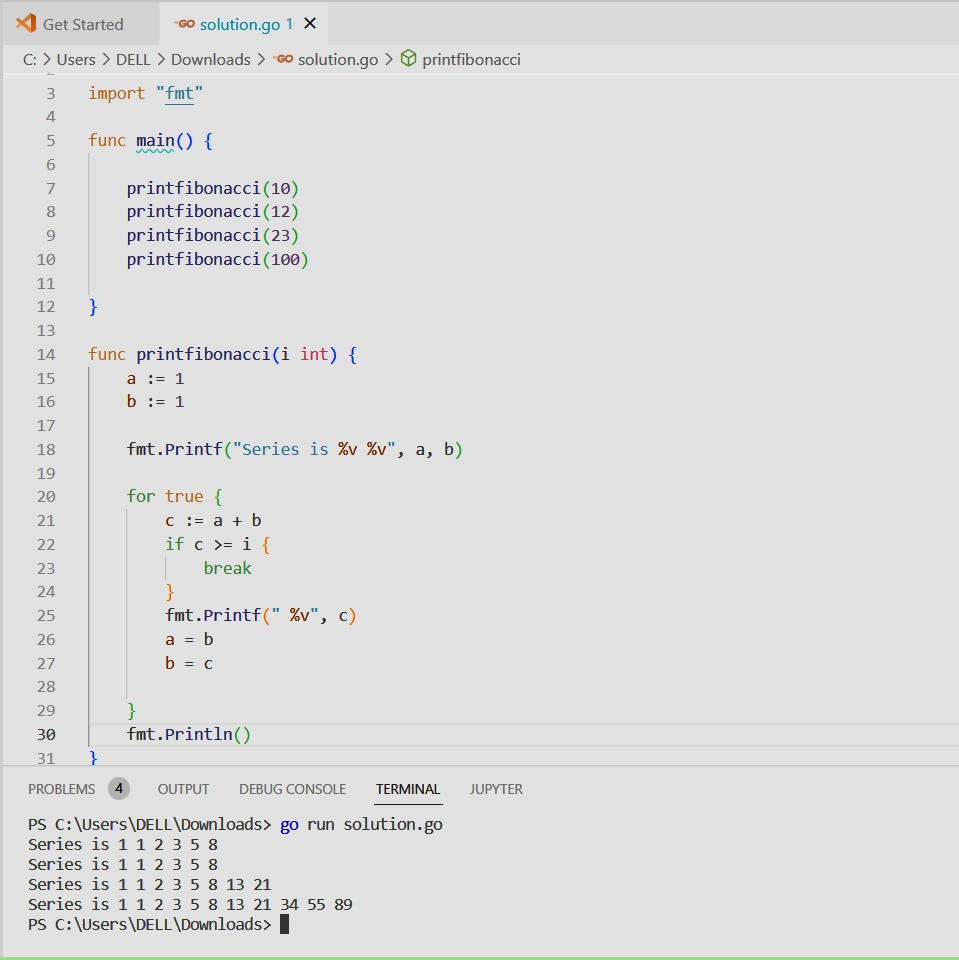 Get Started
GO solution.go 1 ✕
C: > Users > DELL > Downloads > GO solution.go > printfibonacci
3 import "fmt"
4
5 func main() {
6
7     printfibonacci(10)
8     printfibonacci(12)
9     printfibonacci(23)
10     printfibonacci(100)
11
12 }
13
14 func printfibonacci(i int) {
15     a := 1
16     b := 1
17
18     fmt.Printf("Series is %v %v", a, b)
19
20     for true {
21         c := a + b
22         if c >= i {
23             break
24         }
25         fmt.Printf(" %v", c)
26         a = b
27         b = c
28
29     }
30     fmt.Println()
31 }
PROBLEMS 4 OUTPUT DEBUG CONSOLE TERMINAL JUPYTER
PS C:\Users\DELL\Downloads> go run solution.go
Series is 1 1 2 3 5 8
Series is 1 1 2 3 5 8
Series is 1 1 2 3 5 8 13 21
Series is 1 1 2 3 5 8 13 21 34 55 89
PS C:\Users\DELL\Downloads>